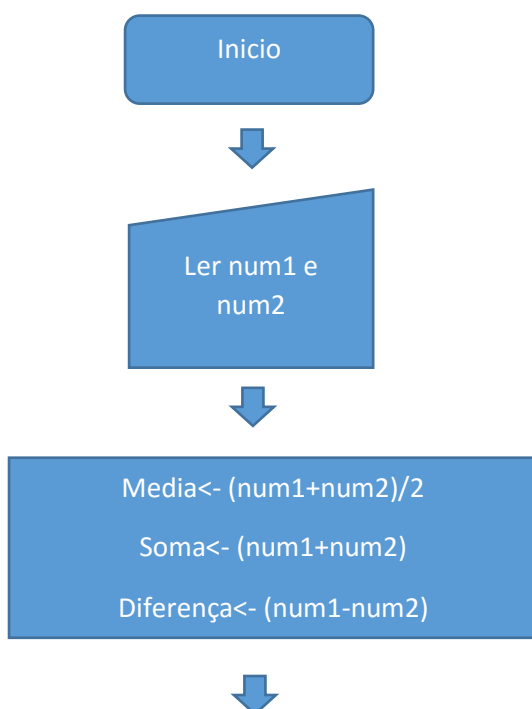 Inicio
Ler num1 e
num2
Media<- (num1+num2)/2
Soma<- (num1+num2)
Diferença<- (num1-num2)